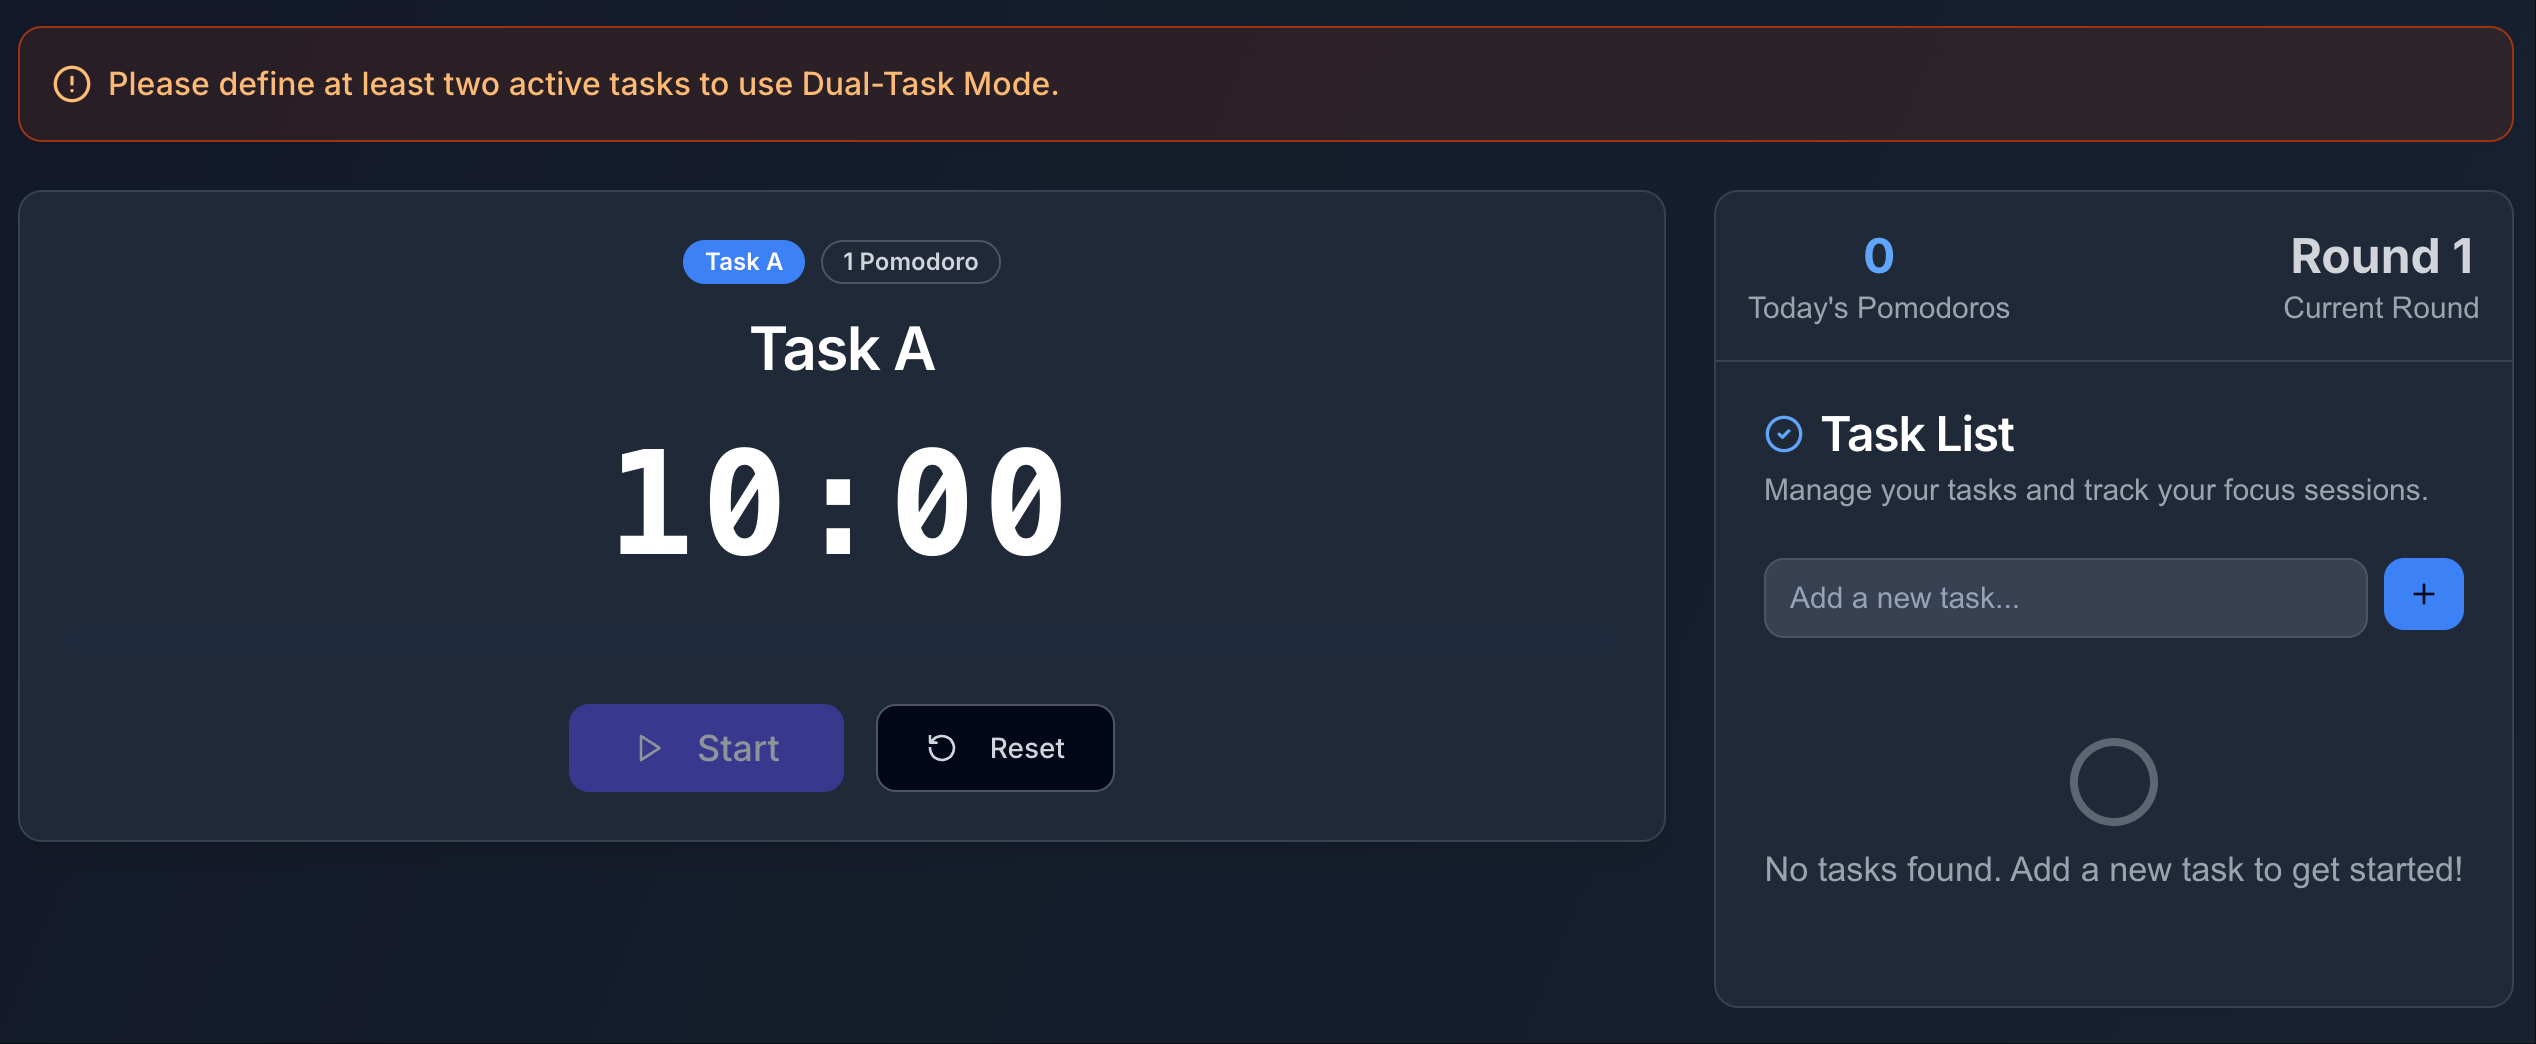 Please define at least two active tasks to use Dual-Task Mode.
Task A
1 Pomodoro
Task A
10:00
Start
Reset
0
Today's Pomodoros
Round 1
Current Round
Task List
Manage your tasks and track your focus sessions.
Add a new task...
No tasks found. Add a new task to get started!